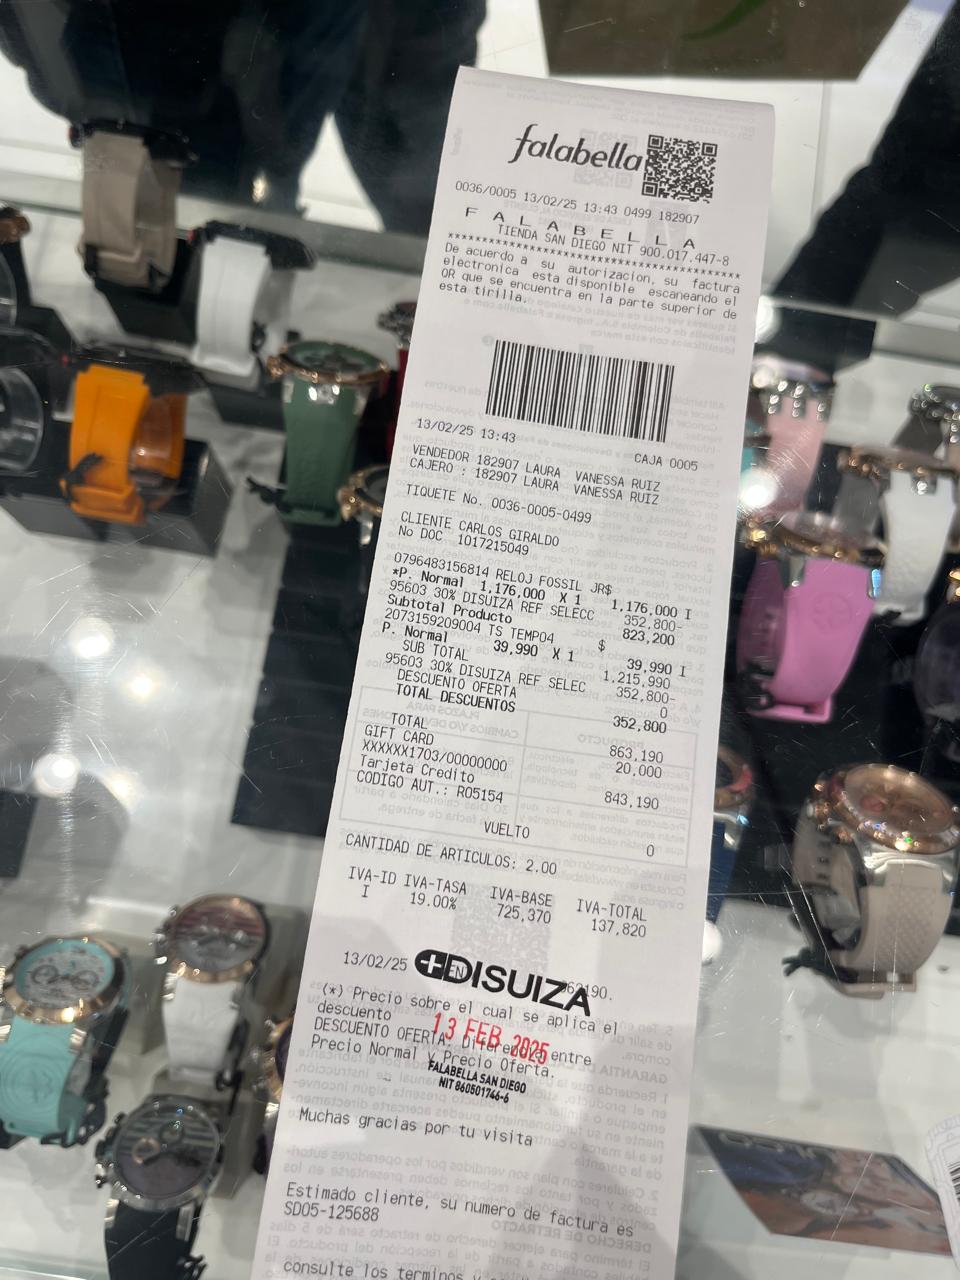 falabella
0036/0005 13/02/25 13:43 0499 182907
F A L A B E L L A
TIENDA SAN DIEGO NIT 900.017.447-8
****************************************
De acuerdo a su autorizacion, su factura
electronica esta disponible escaneando el
QR que se encuentra en la parte superior de
esta tirilla.
13/02/25 13:43 CAJA 0005
VENDEDOR 182907 LAURA VANESSA RUIZ
CAJERO : 182907 LAURA VANESSA RUIZ
TIQUETE No. 0036-0005-0499
CLIENTE CARLOS GIRALDO
No DOC 1017215049
0796483156814 RELOJ FOSSIL JR$
*P. Normal 1,176,000 X 1 1,176,000 I
95603 30% DISUIZA REF SELECC 352,800-
Subtotal Producto 823,200
2073159209004 TS TEMPO4 $
P. Normal 39,990 X 1 39,990 I
SUB TOTAL 1,215,990
95603 30% DISUIZA REF SELEC 352,800-
DESCUENTO OFERTA 0
TOTAL DESCUENTOS 352,800
TOTAL 863,190
GIFT CARD 20,000
XXXXXX1703/00000000
Tarjeta Credito 843,190
CODIGO AUT.: R05154
VUELTO 0
CANTIDAD DE ARTICULOS: 2.00
IVA-ID IVA-TASA IVA-BASE IVA-TOTAL
I 19.00% 725,370 137,820
13/02/25
EN DISUIZA
(*) Precio sobre el cual se aplica el
descuento
13 FEB 2025
DESCUENTO OFERTA: Diferencia entre
Precio Normal y Precio Oferta.
FALABELLA SAN DIEGO
NIT 860501746-6
Muchas gracias por tu visita
Estimado cliente, su numero de factura es
SD05-125688
consulte los terminos y